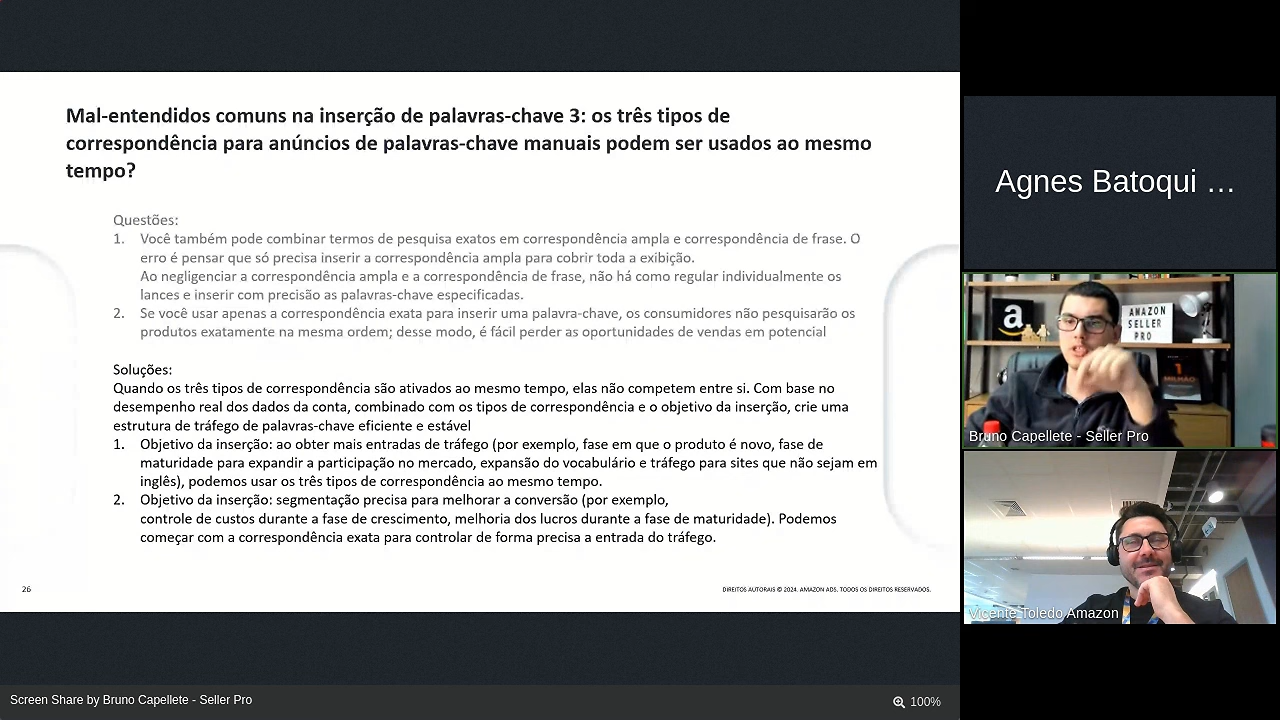 Mal-entendidos comuns na inserção de palavras-chave 3: os três tipos de
correspondência para anúncios de palavras-chave manuais podem ser usados ao mesmo
tempo?
Questões:
1. Você também pode combinar termos de pesquisa exatos em correspondência ampla e correspondência de frase. O
erro é pensar que só precisa inserir a correspondência ampla para cobrir toda a exibição.
Ao negligenciar a correspondência ampla e a correspondência de frase, não há como regular individualmente os
lances e inserir com precisão as palavras-chave especificadas.
2. Se você usar apenas a correspondência exata para inserir uma palavra-chave, os consumidores não pesquisarão os
produtos exatamente na mesma ordem; desse modo, é fácil perder as oportunidades de vendas em potencial
Soluções:
Quando os três tipos de correspondência são ativados ao mesmo tempo, elas não competem entre si. Com base no
desempenho real dos dados da conta, combinado com os tipos de correspondência e o objetivo da inserção, crie uma
estrutura de tráfego de palavras-chave eficiente e estável
1. Objetivo da inserção: ao obter mais entradas de tráfego (por exemplo, fase em que o produto é novo, fase de
maturidade para expandir a participação no mercado, expansão do vocabulário e tráfego para sites que não sejam em
inglês), podemos usar os três tipos de correspondência ao mesmo tempo.
2. Objetivo da inserção: segmentação precisa para melhorar a conversão (por exemplo,
controle de custos durante a fase de crescimento, melhoria dos lucros durante a fase de maturidade). Podemos
começar com a correspondência exata para controlar de forma precisa a entrada do tráfego.
26
DIREITOS AUTORAIS © 2024. AMAZON ADS. TODOS OS DIREITOS RESERVADOS.
Screen Share by Bruno Capellete - Seller Pro
100%
Agnes Batoqui …
a
AMAZON
SELLER
PRO
1
MILHÃO
Bruno Capellete - Seller Pro
Vicente Toledo Amazon